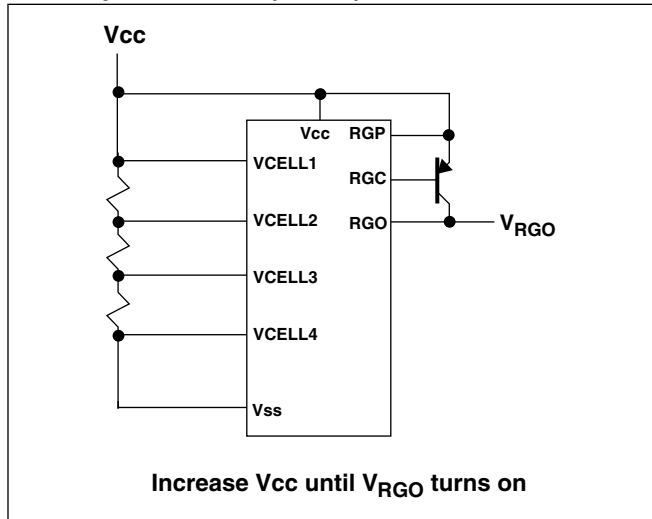 Vcc
Vcc RGP
VCELL1
RGC
VCELL2
RGO
VRGO
VCELL3
VCELL4
Vss
Increase Vcc until VRGO turns on